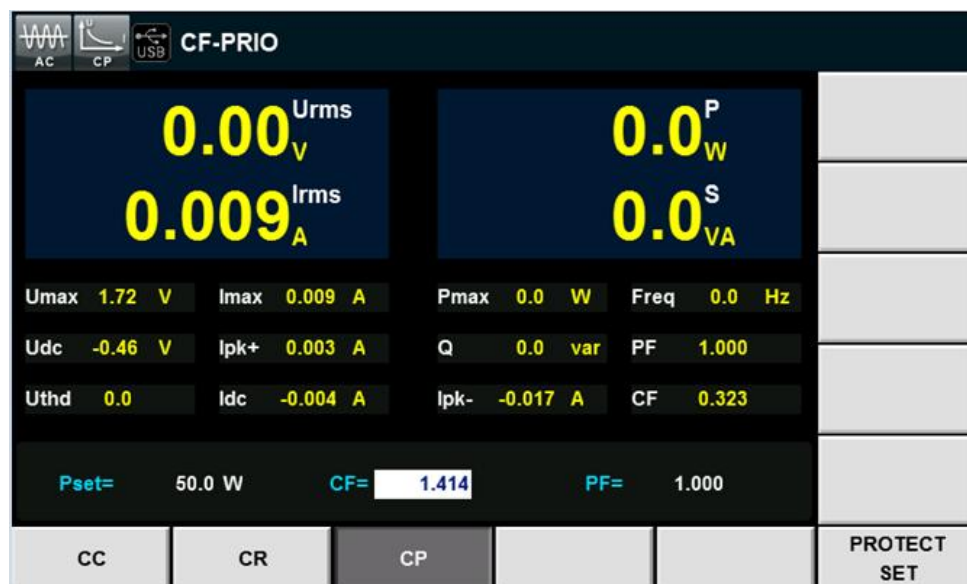 AC CP USB CF-PRIO
U I
0.00 Urms V 0.0 P W
0.009 Irms A 0.0 S VA
Umax 1.72 V Imax 0.009 A Pmax 0.0 W Freq 0.0 Hz
Udc -0.46 V Ipk+ 0.003 A Q 0.0 var PF 1.000
Uthd 0.0 Idc -0.004 A Ipk- -0.017 A CF 0.323
Pset= 50.0 W CF= 1.414 PF= 1.000
CC CR CP PROTECT
SET